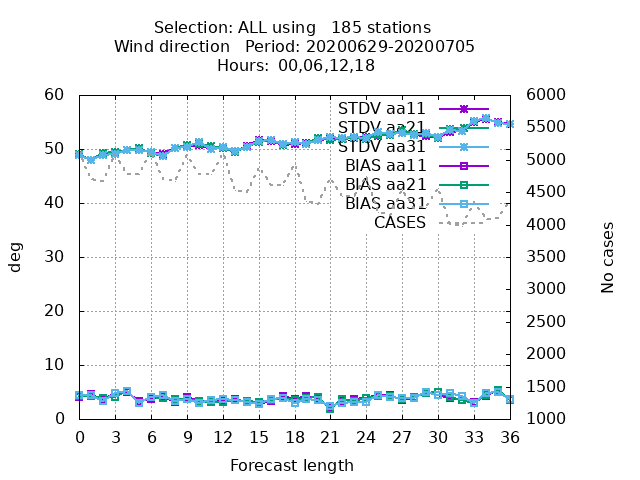 Selection: ALL using   185 stations
Wind direction   Period: 20200629-20200705
Hours:  00,06,12,18
60
50
40
30
20
10
0
deg
6000
5500
5000
4500
4000
3500
3000
2500
2000
1500
1000
No cases
STDV aa11
STDV aa21
STDV aa31
BIAS aa11
BIAS aa21
BIAS aa31
CASES
0 3 6 9 12 15 18 21 24 27 30 33 36
Forecast length